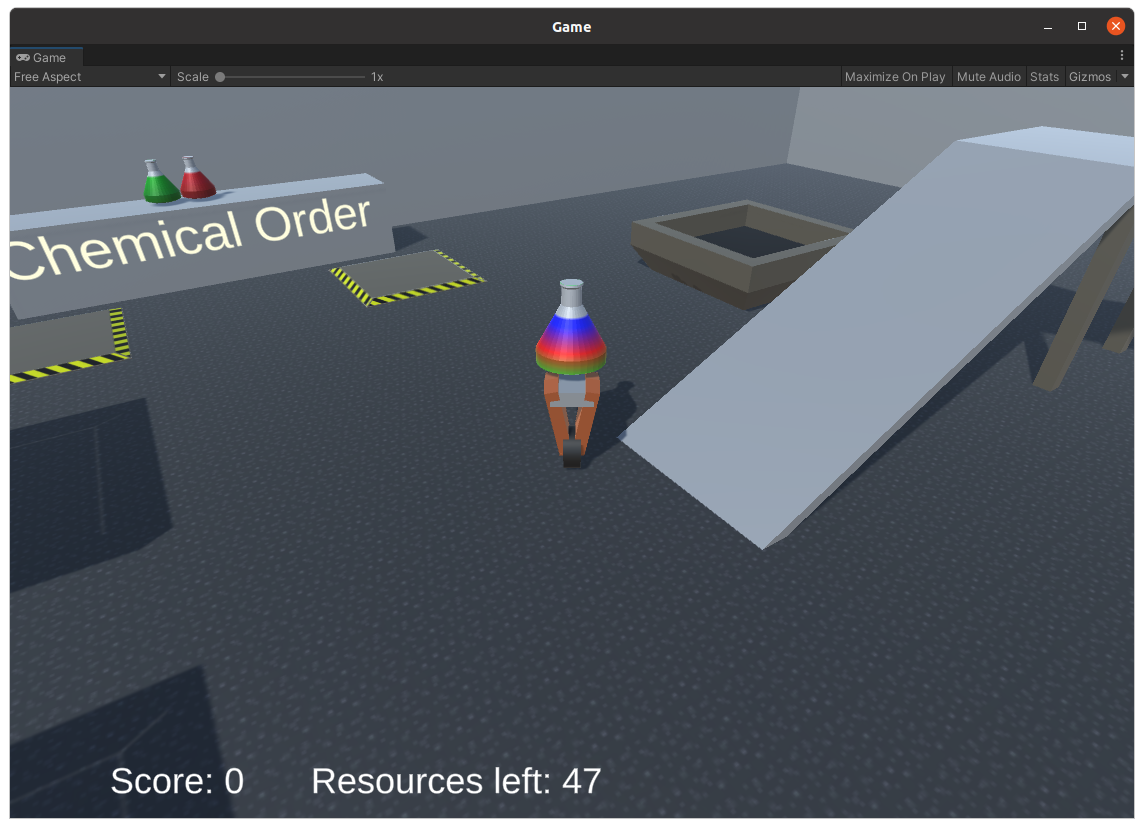 Game
Game
Free Aspect Scale 1x Maximize On Play Mute Audio Stats Gizmos
Chemical Order
Score: 0 Resources left: 47